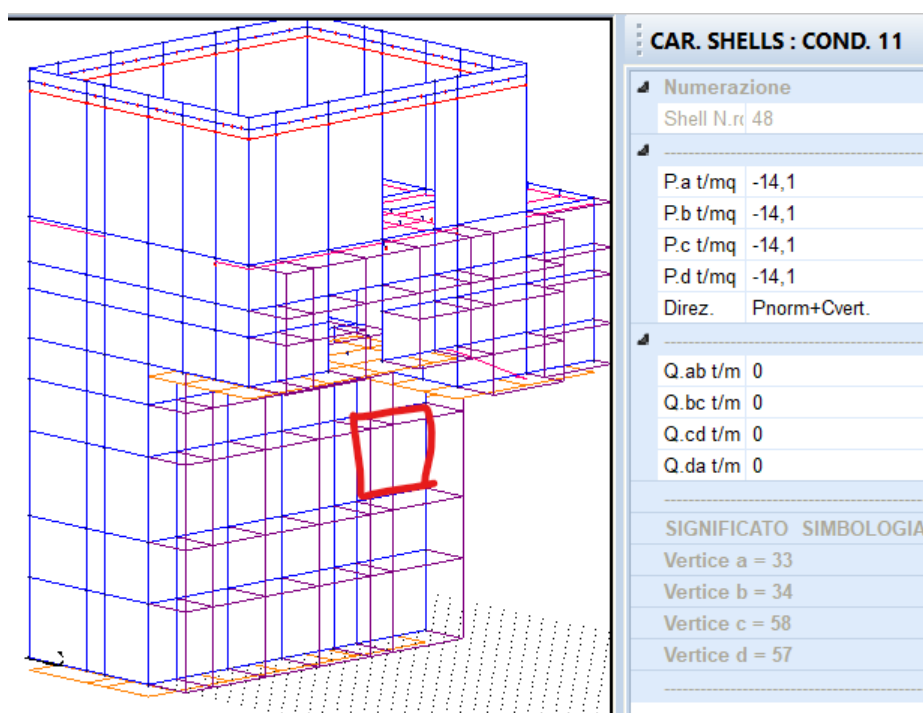 CAR. SHELLS : COND. 11
Numerazione
Shell N.ro 48
P.a t/mq -14,1
P.b t/mq -14,1
P.c t/mq -14,1
P.d t/mq -14,1
Direz. Pnorm+Cvert.
Q.ab t/m 0
Q.bc t/m 0
Q.cd t/m 0
Q.da t/m 0
SIGNIFICATO SIMBOLOGIA
Vertice a = 33
Vertice b = 34
Vertice c = 58
Vertice d = 57